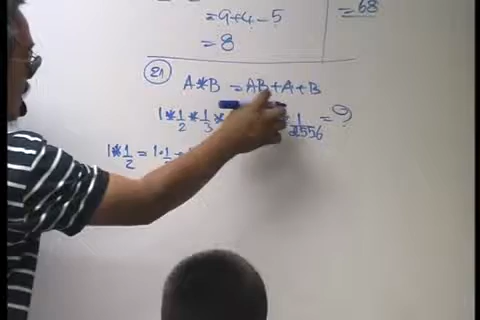 = 9 + 4 - 5
= 8
= 68
21 A * B = AB + A + B
1 * 1/2 * 1/3 * 1/2556 = ?
1 * 1/2 = 1 · 1/2 +